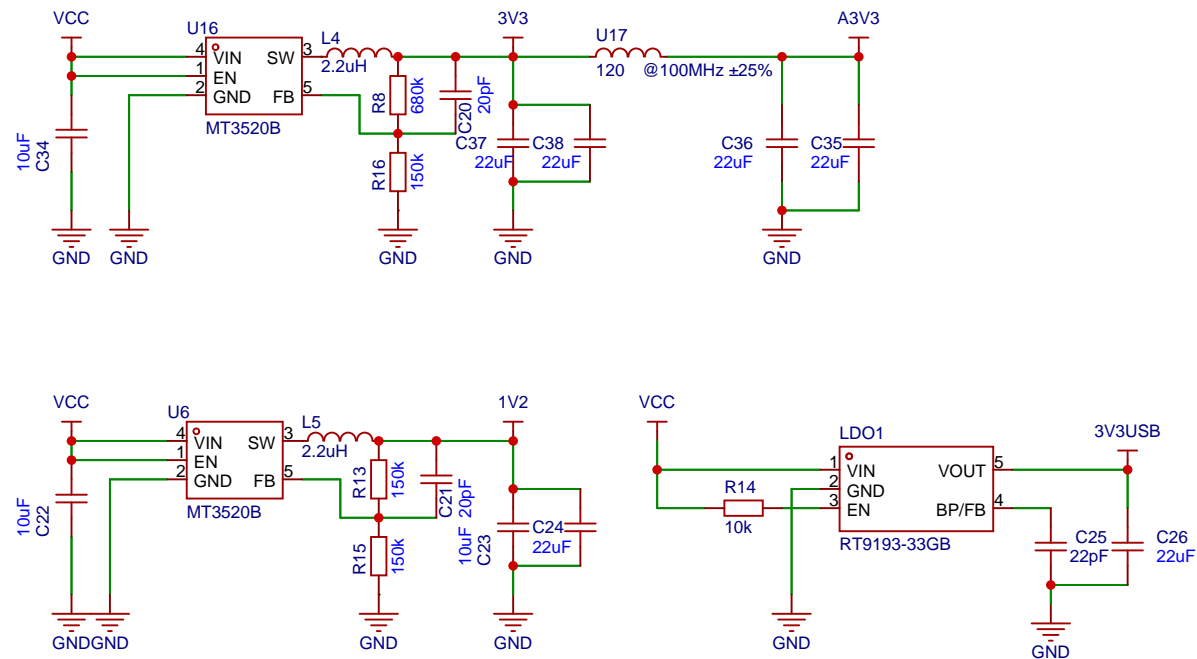 VCC
U16
4
VIN
1
EN
2
GND
SW
3
FB
5
MT3520B
L4
2.2uH
R8
680k
C20
20pF
R16
150k
3V3
C37
22uF
C38
22uF
U17
120 @100MHz ±25%
A3V3
C36
22uF
C35
22uF
10uF
C34
GND
GND
GND
GND
GND
VCC
U6
4
VIN
1
EN
2
GND
SW
3
FB
5
MT3520B
L5
2.2uH
R13
150k
C21
20pF
R15
150k
1V2
10uF
C23
C24
22uF
10uF
C22
GND
GND
GND
GND
VCC
R14
10k
LDO1
1
VIN
2
GND
3
EN
VOUT
5
BP/FB
4
RT9193-33GB
3V3USB
C25
22pF
C26
22uF
GND
GND